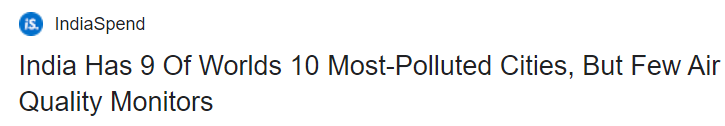 iS. IndiaSpend
India Has 9 Of Worlds 10 Most-Polluted Cities, But Few Air
Quality Monitors